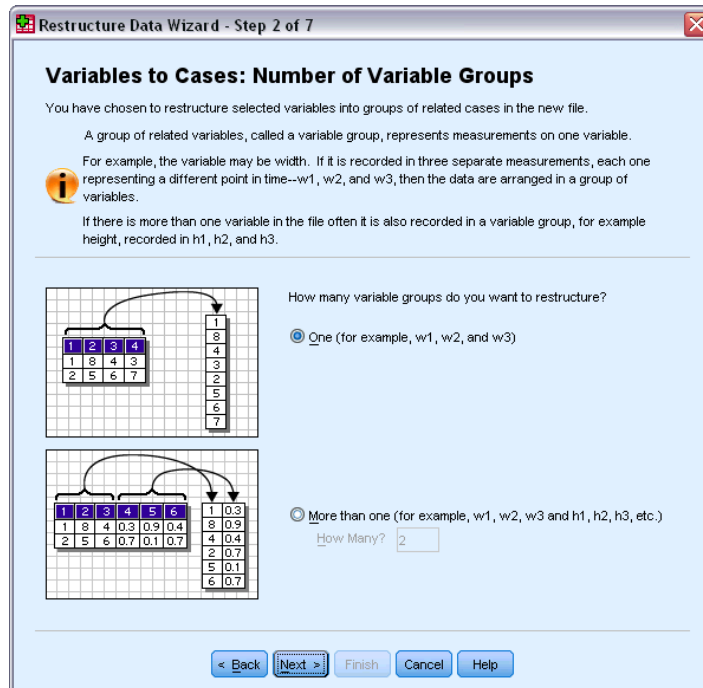 Restructure Data Wizard - Step 2 of 7
Variables to Cases: Number of Variable Groups
You have chosen to restructure selected variables into groups of related cases in the new file.
A group of related variables, called a variable group, represents measurements on one variable.
For example, the variable may be width. If it is recorded in three separate measurements, each one
representing a different point in time--w1, w2, and w3, then the data are arranged in a group of
variables.
If there is more than one variable in the file often it is also recorded in a variable group, for example
height, recorded in h1, h2, and h3.
How many variable groups do you want to restructure?
1 2 3 4
1 8 4 3
2 5 6 7
1
8
4
3
2
5
6
7
One (for example, w1, w2, and w3)
1 2 3 4 5 6
1 8 4 0.3 0.9 0.4
2 5 6 0.7 0.1 0.7
1 0.3
8 0.9
4 0.4
2 0.7
5 0.1
6 0.7
More than one (for example, w1, w2, w3 and h1, h2, h3, etc.)
How Many? 2
< Back Next > Finish Cancel Help